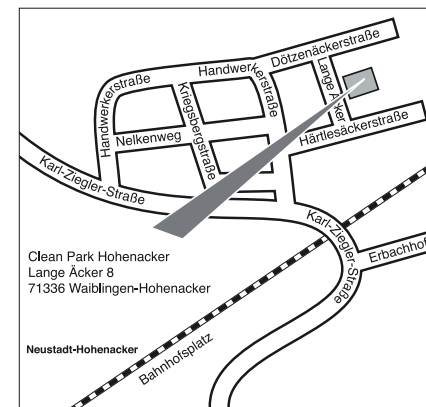 Dötzenäckerstraße
Handwerkerstraße
Lange Äcker
Handwerkerstraße
Kriegsbergstraße
Nelkenweg
Härtlesäckerstraße
Karl-Ziegler-Straße
Karl-Ziegler-Straße
Erbachhof
Clean Park Hohenacker
Lange Äcker 8
71336 Waiblingen-Hohenacker
Neustadt-Hohenacker
Bahnhofsplatz